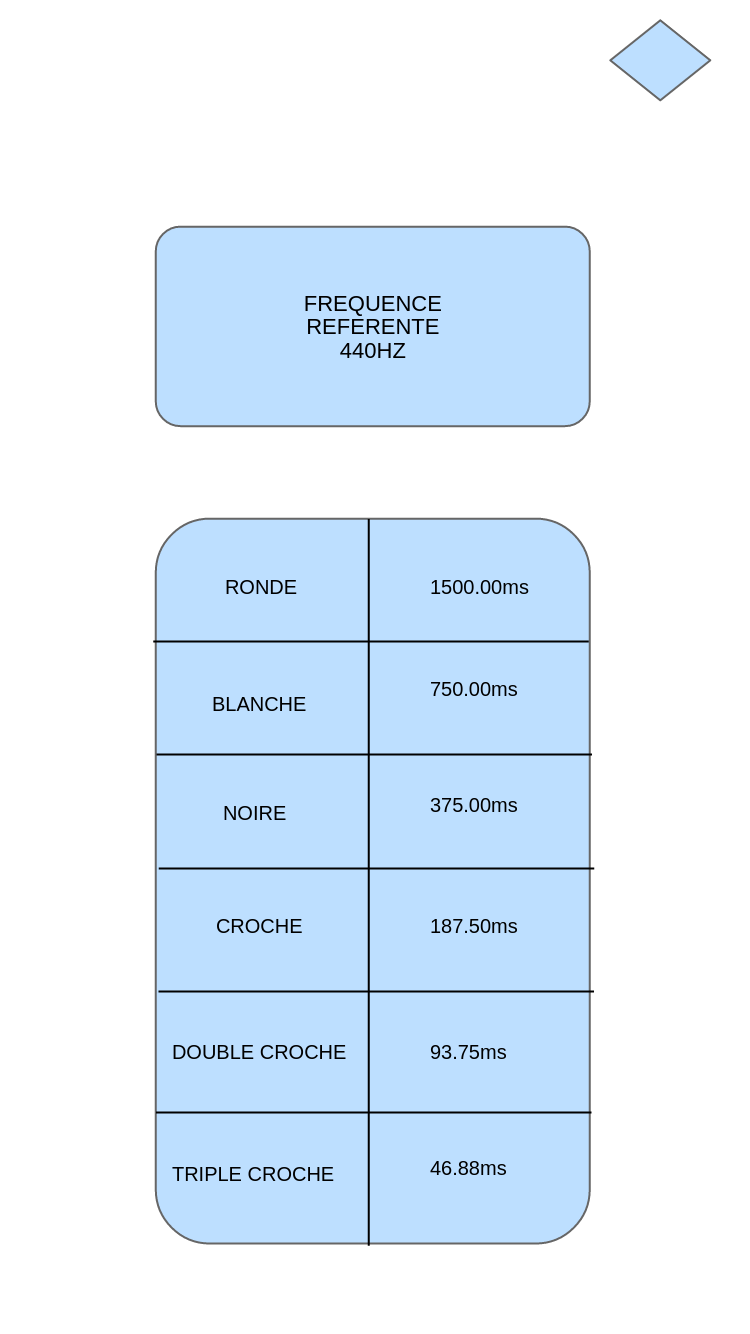 FREQUENCE
REFERENTE
440HZ
RONDE 1500.00ms
BLANCHE 750.00ms
NOIRE 375.00ms
CROCHE 187.50ms
DOUBLE CROCHE 93.75ms
TRIPLE CROCHE 46.88ms